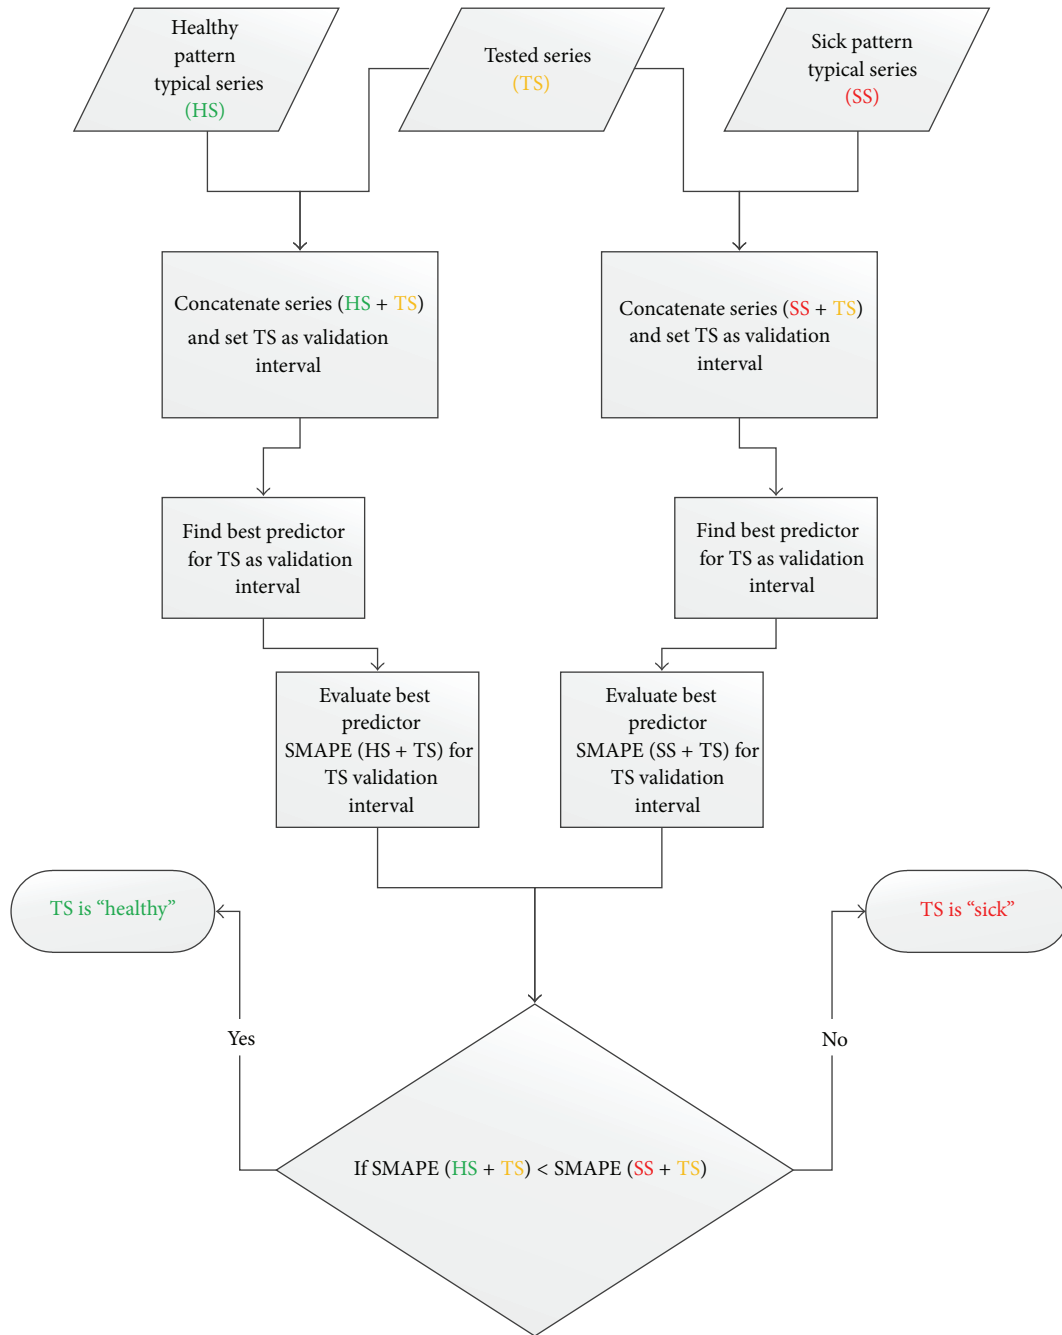 Healthy
pattern
typical series
(HS)
Tested series
(TS)
Sick pattern
typical series
(SS)
Concatenate series (HS + TS)
and set TS as validation
interval
Concatenate series (SS + TS)
and set TS as validation
interval
Find best predictor
for TS as validation
interval
Find best predictor
for TS as validation
interval
Evaluate best
predictor
SMAPE (HS + TS) for
TS validation
interval
Evaluate best
predictor
SMAPE (SS + TS) for
TS validation
interval
TS is “healthy”
TS is “sick”
Yes
No
If SMAPE (HS + TS) < SMAPE (SS + TS)